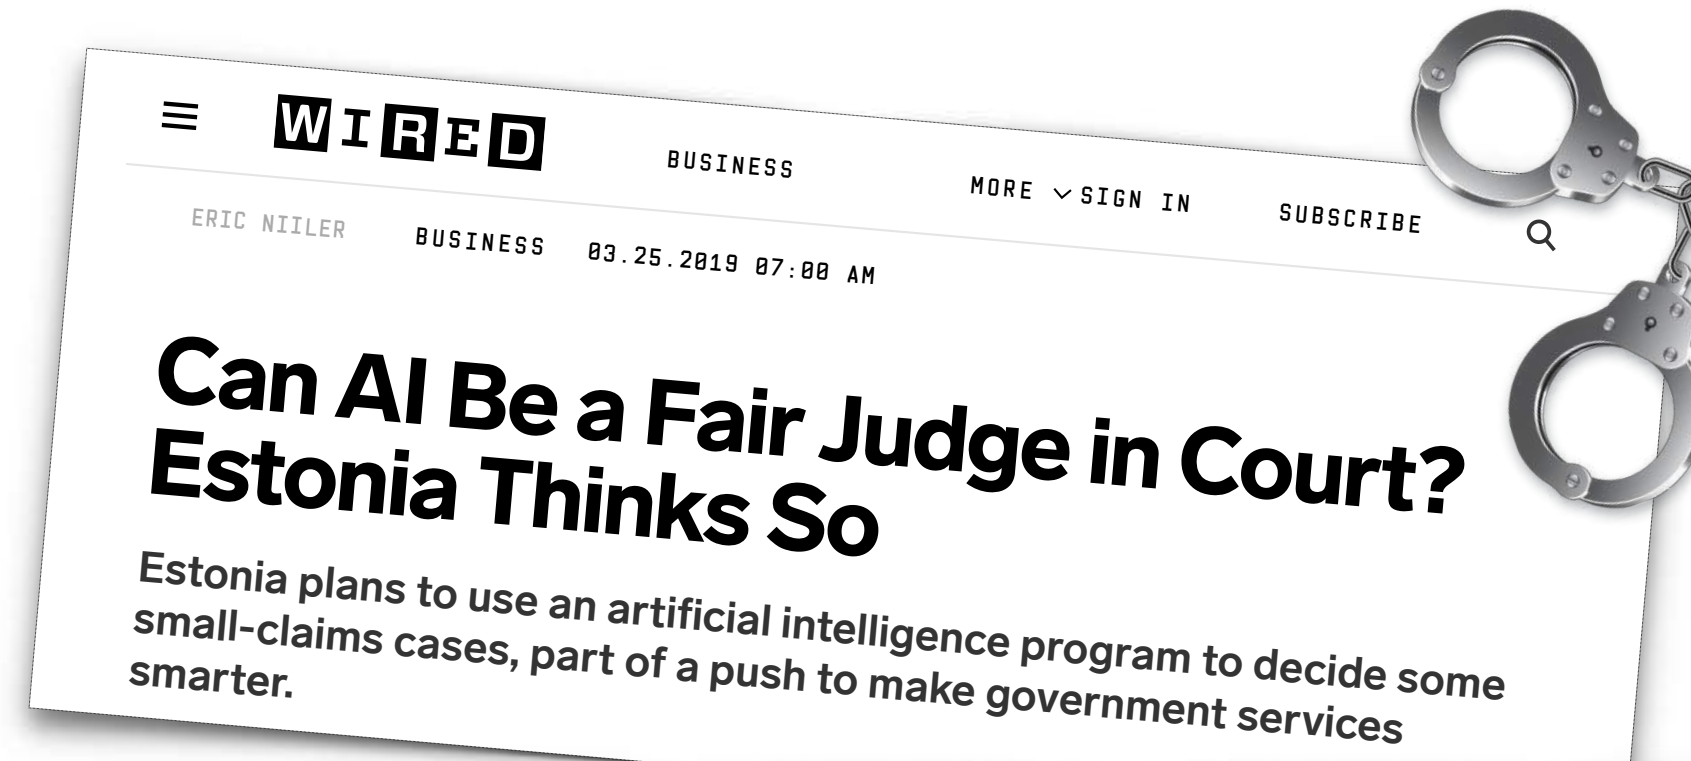 WIRED
BUSINESS
MORE SIGN IN
SUBSCRIBE
ERIC NIILER
BUSINESS
03.25.2019 07:00 AM
Can AI Be a Fair Judge in Court?
Estonia Thinks So
Estonia plans to use an artificial intelligence program to decide some
small-claims cases, part of a push to make government services
smarter.